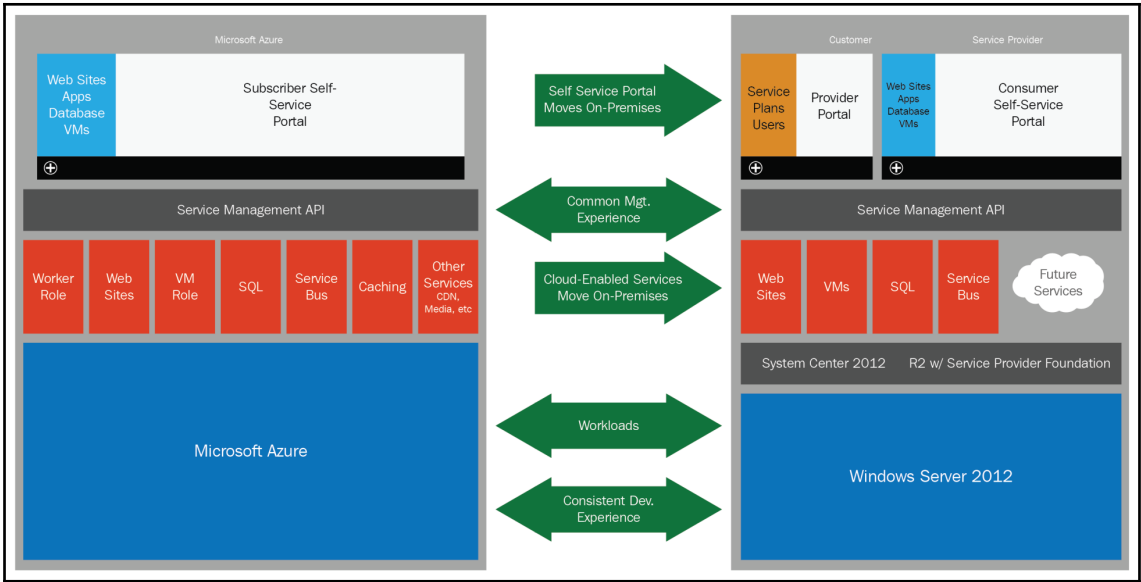 Microsoft Azure
Web Sites
Apps
Database
VMs
Subscriber Self-
Service
Portal
Service Management API
Worker
Role
Web
Sites
VM
Role
SQL
Service
Bus
Caching
Other
Services
CDN,
Media, etc
Microsoft Azure
Self Service Portal
Moves On-Premises
Common Mgt.
Experience
Cloud-Enabled Services
Move On-Premises
Workloads
Consistent Dev.
Experience
Customer
Service Provider
Service
Plans
Users
Provider
Portal
Web Sites
Apps
Database
VMs
Consumer
Self-Service
Portal
Service Management API
Web
Sites
VMs
SQL
Service
Bus
Future
Services
System Center 2012 R2 w/ Service Provider Foundation
Windows Server 2012